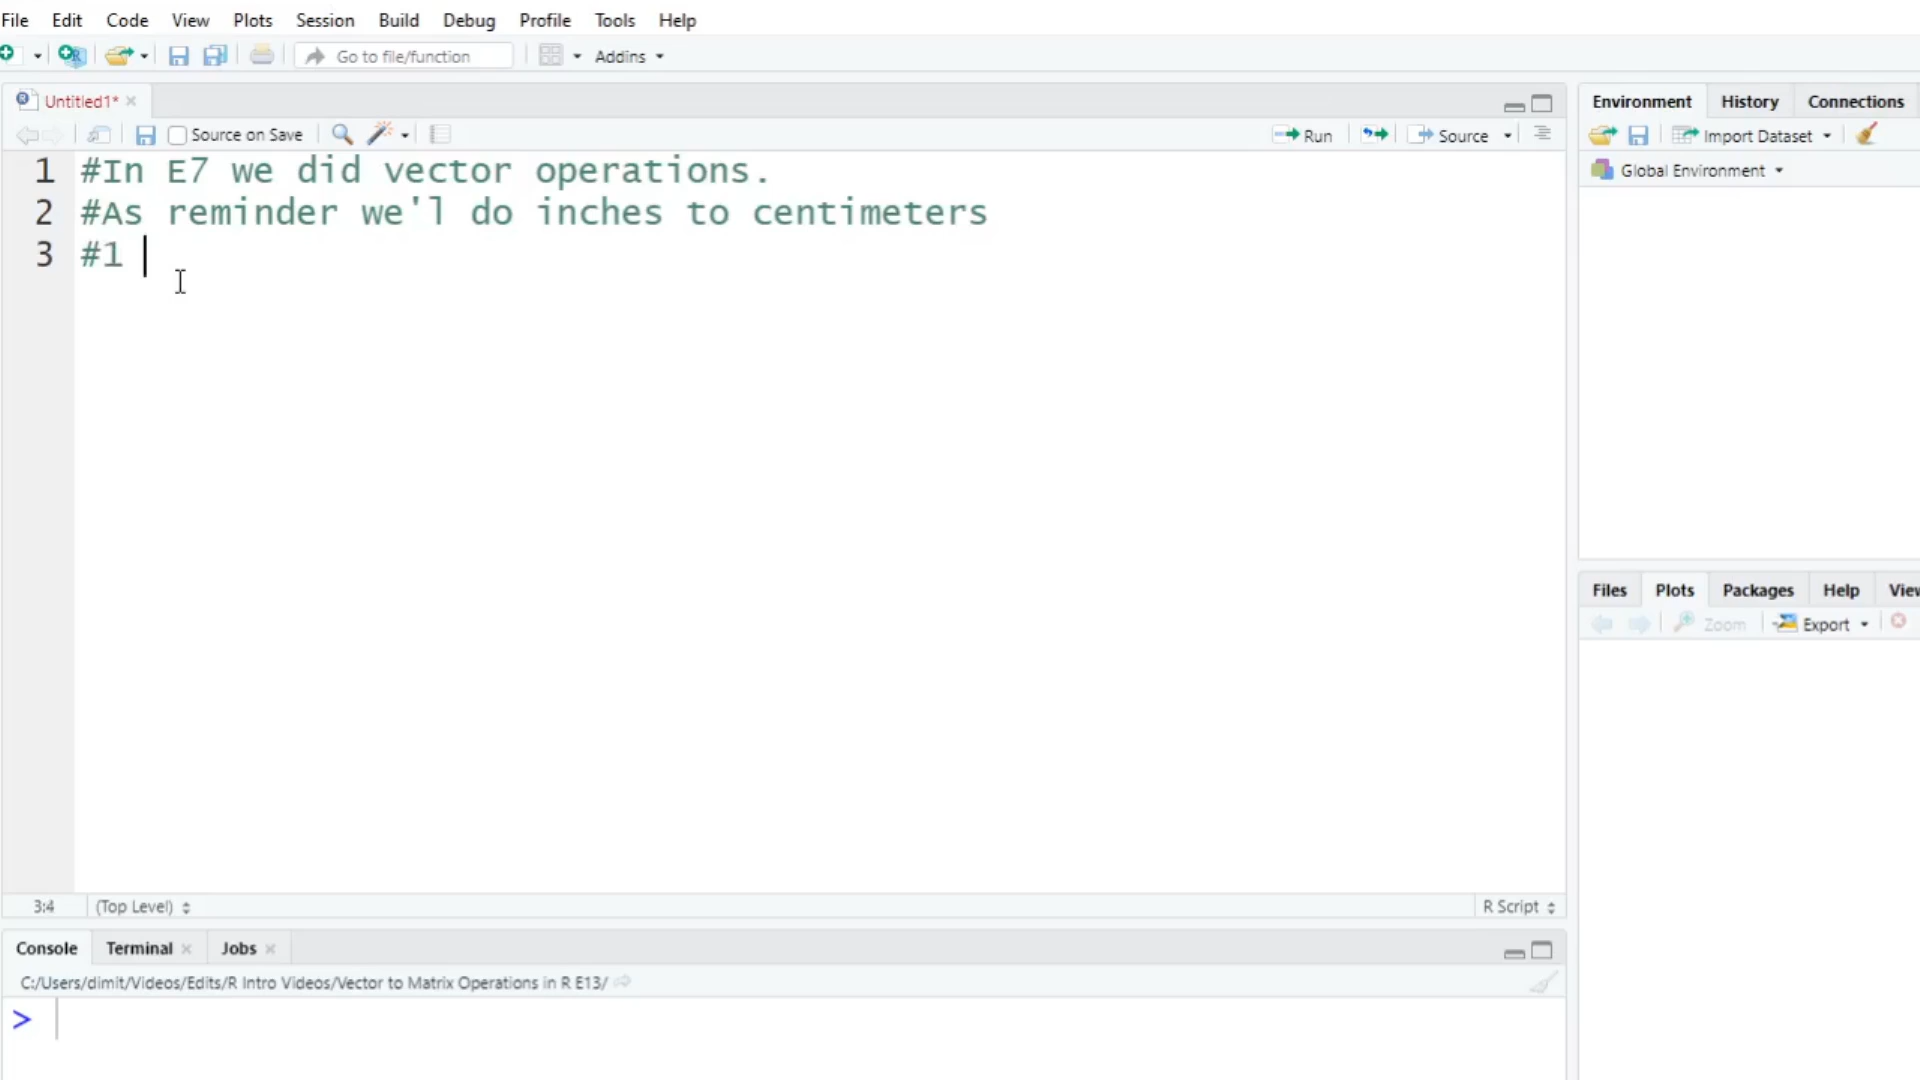 File Edit Code View Plots Session Build Debug Profile Tools Help
Go to file/function Addins
Untitled1*
Source on Save Run Source
1 #In E7 we did vector operations.
2 #As reminder we'l do inches to centimeters
3 #1
3:4 (Top Level) R Script
Console Terminal Jobs
C:/Users/dimit/Videos/Edits/R Intro Videos/Vector to Matrix Operations in R E13/
>
Environment History Connections
Import Dataset
Global Environment
Files Plots Packages Help View
Zoom Export